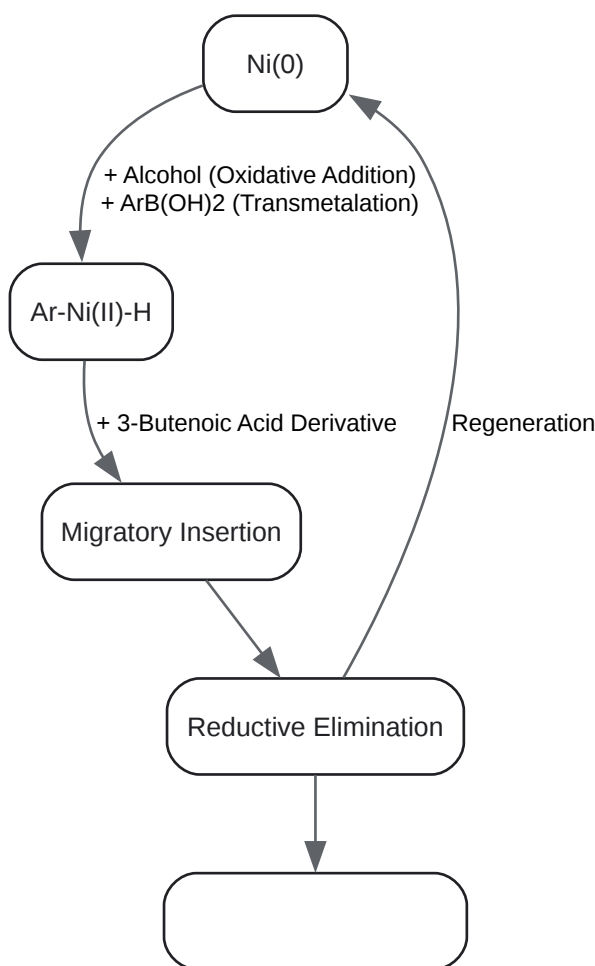 Ni(0)
+ Alcohol (Oxidative Addition)
+ ArB(OH)2 (Transmetalation)
Ar-Ni(II)-H
+ 3-Butenoic Acid Derivative
Regeneration
Migratory Insertion
Reductive Elimination